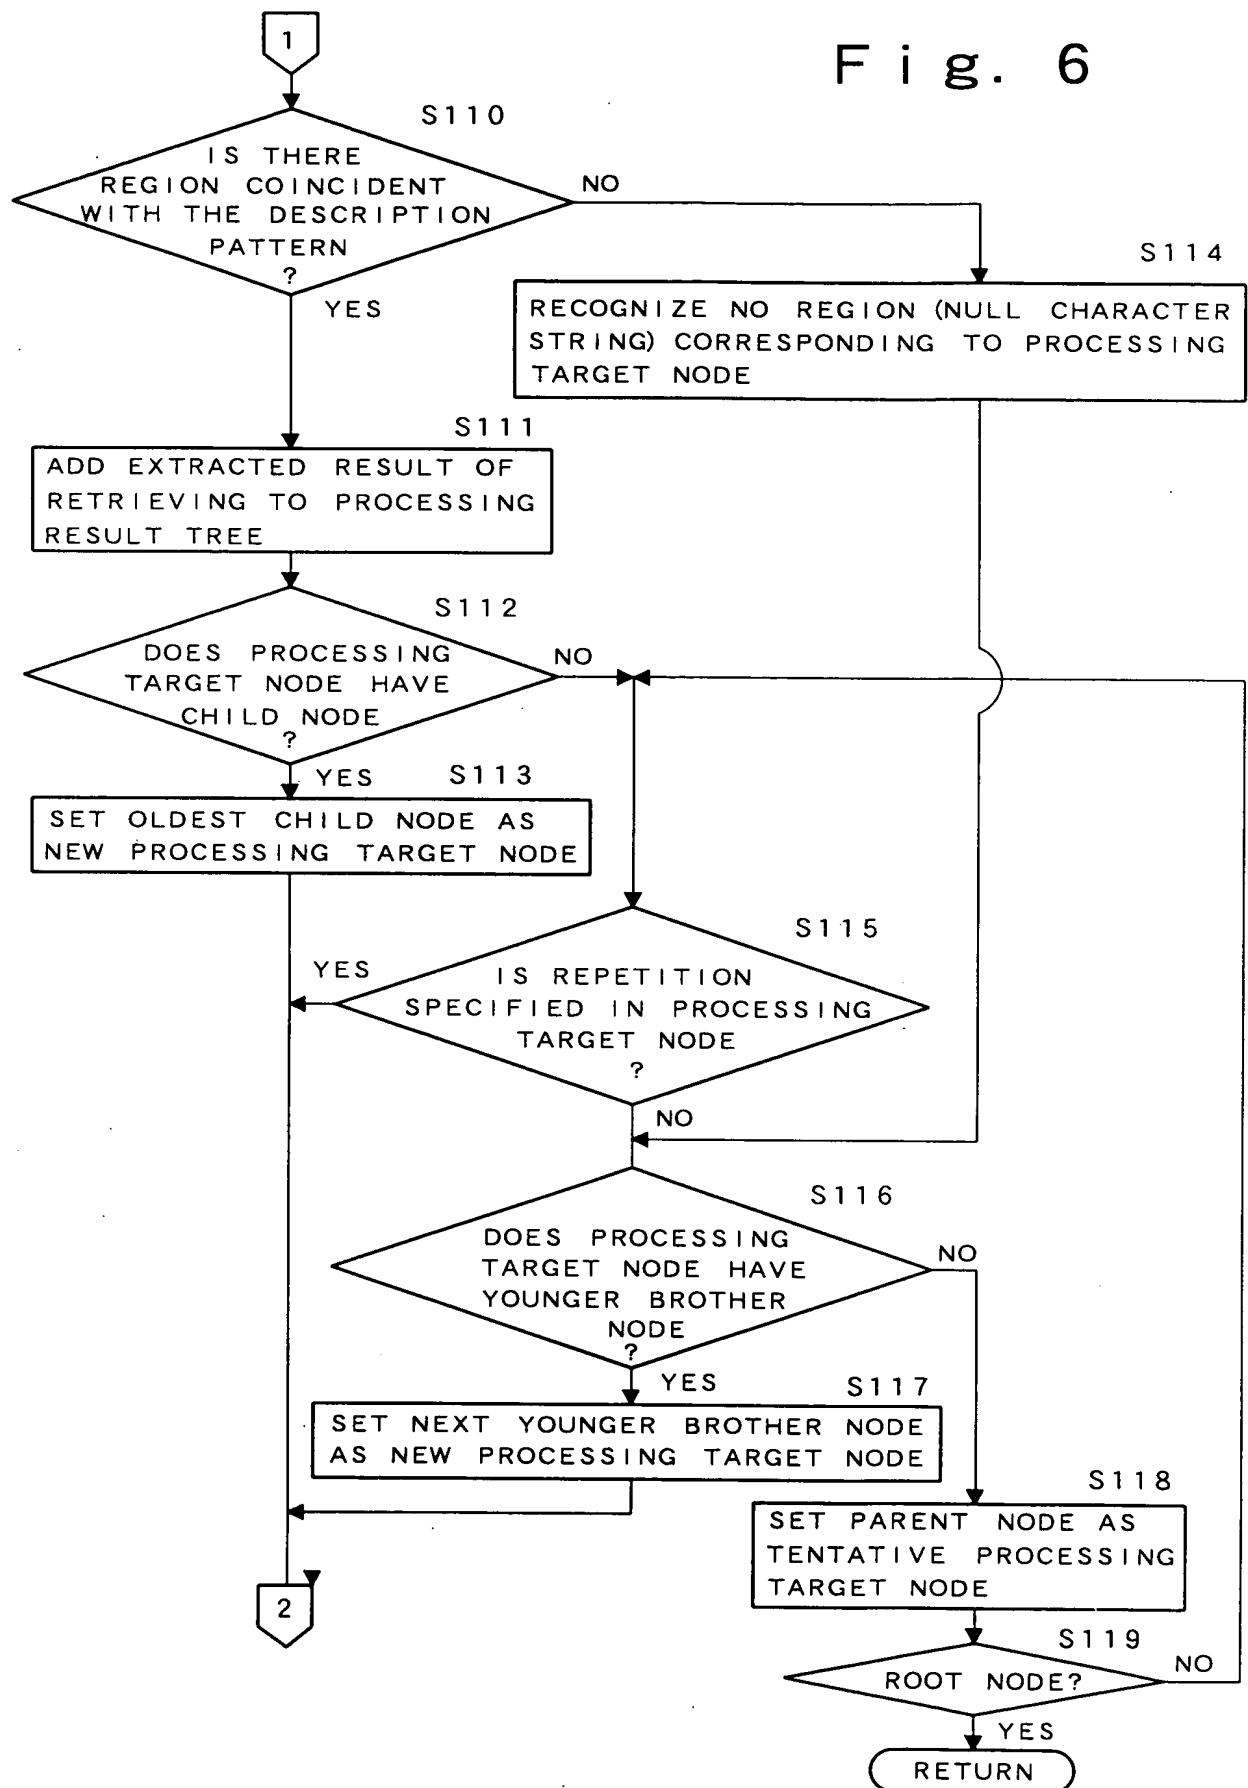 Fig. 6
1
S110
IS THERE
REGION COINCIDENT
WITH THE DESCRIPTION
PATTERN
?
NO
YES
S114
RECOGNIZE NO REGION (NULL CHARACTER
STRING) CORRESPONDING TO PROCESSING
TARGET NODE
S111
ADD EXTRACTED RESULT OF
RETRIEVING TO PROCESSING
RESULT TREE
S112
DOES PROCESSING
TARGET NODE HAVE
CHILD NODE
?
NO
YES
S113
SET OLDEST CHILD NODE AS
NEW PROCESSING TARGET NODE
S115
YES
IS REPETITION
SPECIFIED IN PROCESSING
TARGET NODE
?
NO
S116
DOES PROCESSING
TARGET NODE HAVE
YOUNGER BROTHER
NODE
?
NO
YES
S117
SET NEXT YOUNGER BROTHER NODE
AS NEW PROCESSING TARGET NODE
S118
SET PARENT NODE AS
TENTATIVE PROCESSING
TARGET NODE
2
S119
ROOT NODE?
NO
YES
RETURN